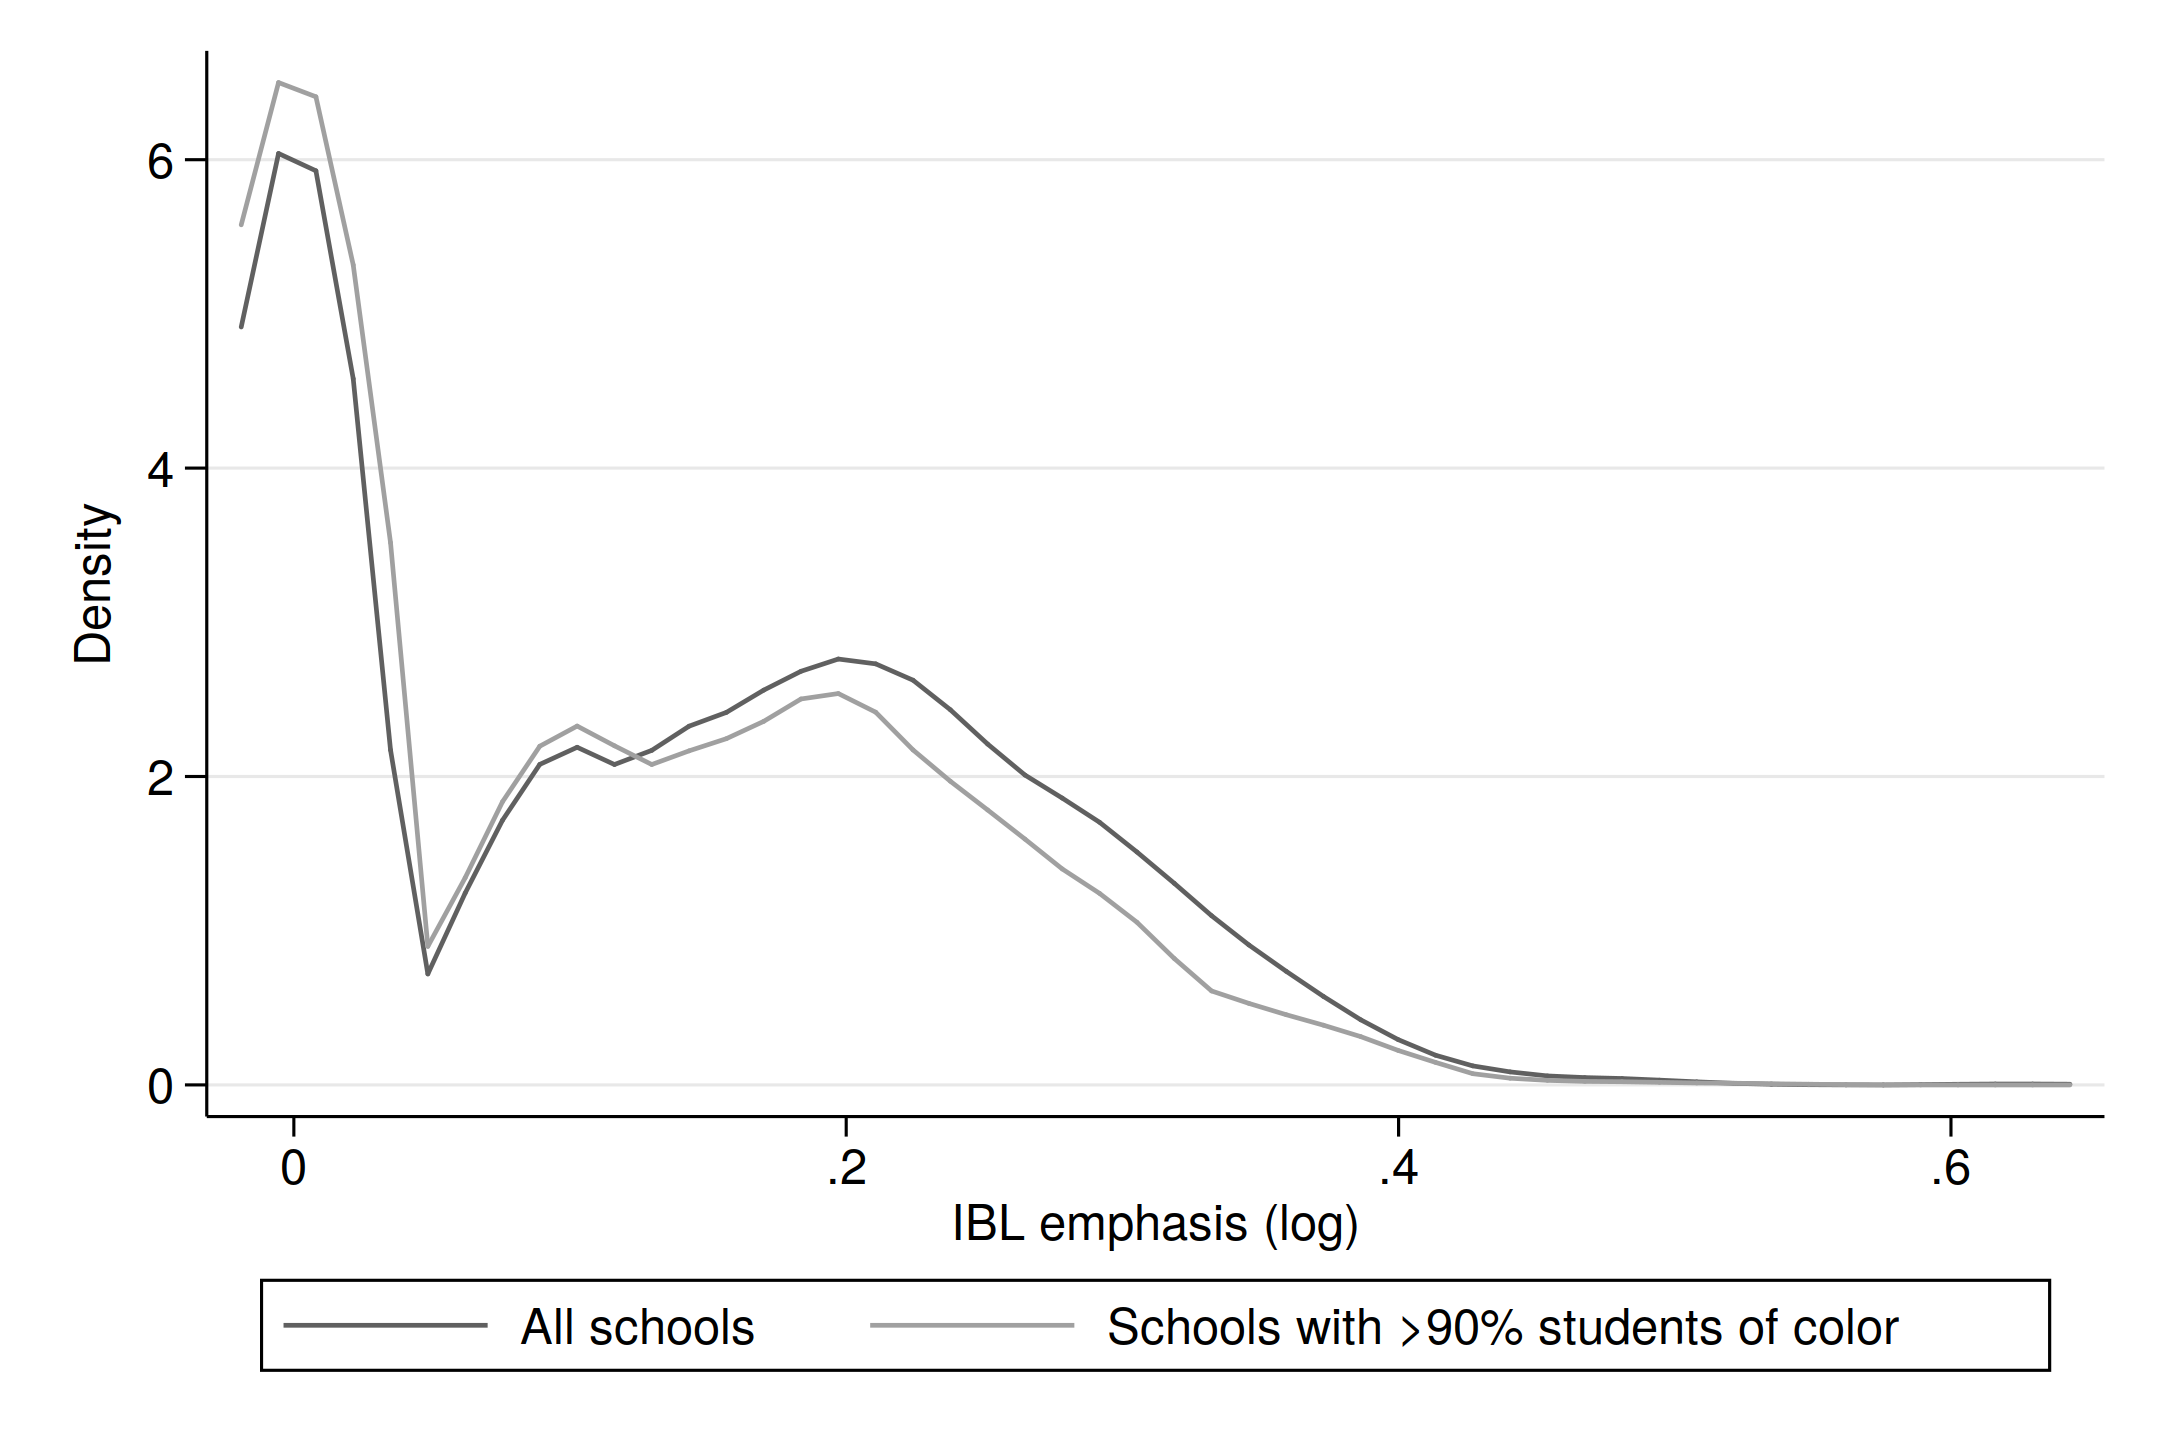 6
4
2
0
Density
0 .2 .4 .6
IBL emphasis (log)
All schools Schools with >90% students of color